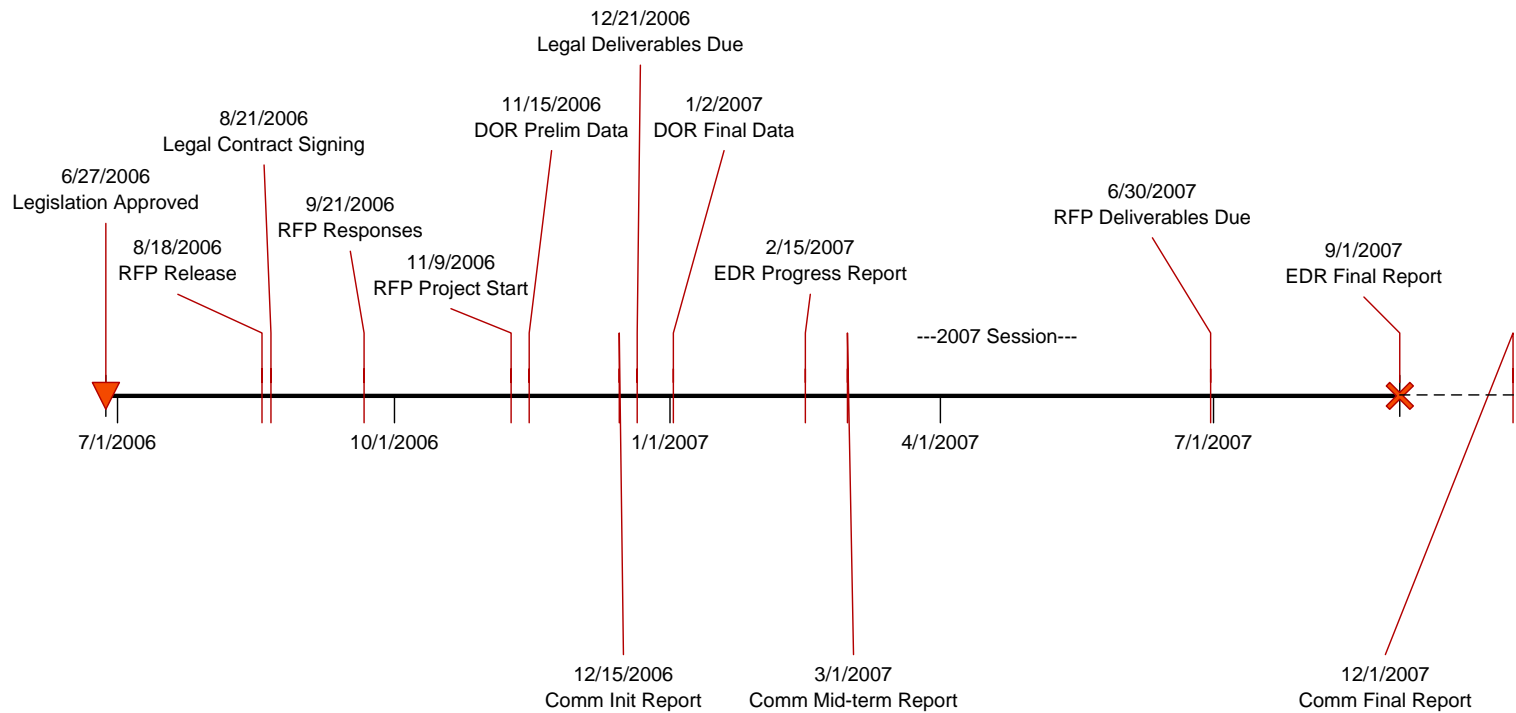 12/21/2006
Legal Deliverables Due
11/15/2006
DOR Prelim Data
1/2/2007
DOR Final Data
8/21/2006
Legal Contract Signing
6/27/2006
Legislation Approved
9/21/2006
RFP Responses
6/30/2007
RFP Deliverables Due
8/18/2006
RFP Release
11/9/2006
RFP Project Start
2/15/2007
EDR Progress Report
9/1/2007
EDR Final Report
---2007 Session---
7/1/2006
10/1/2006
1/1/2007
4/1/2007
7/1/2007
12/15/2006
Comm Init Report
3/1/2007
Comm Mid-term Report
12/1/2007
Comm Final Report